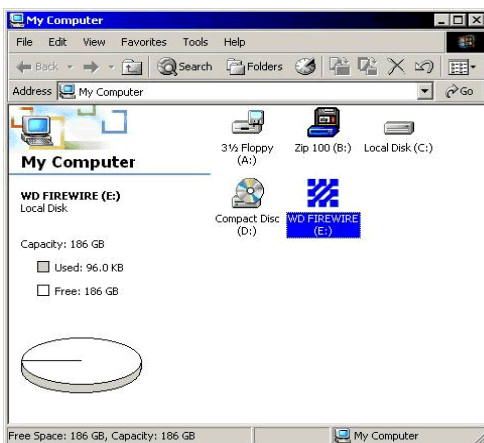 My Computer
File Edit View Favorites Tools Help
Back Search Folders
Address My Computer Go
My Computer
WD FIREWIRE (E:)
Local Disk
Capacity: 186 GB
Used: 96.0 KB
Free: 186 GB
3½ Floppy
(A:)
Zip 100 (B:)
Local Disk (C:)
Compact Disc
(D:)
WD FIREWIRE
(E:)
Free Space: 186 GB, Capacity: 186 GB My Computer